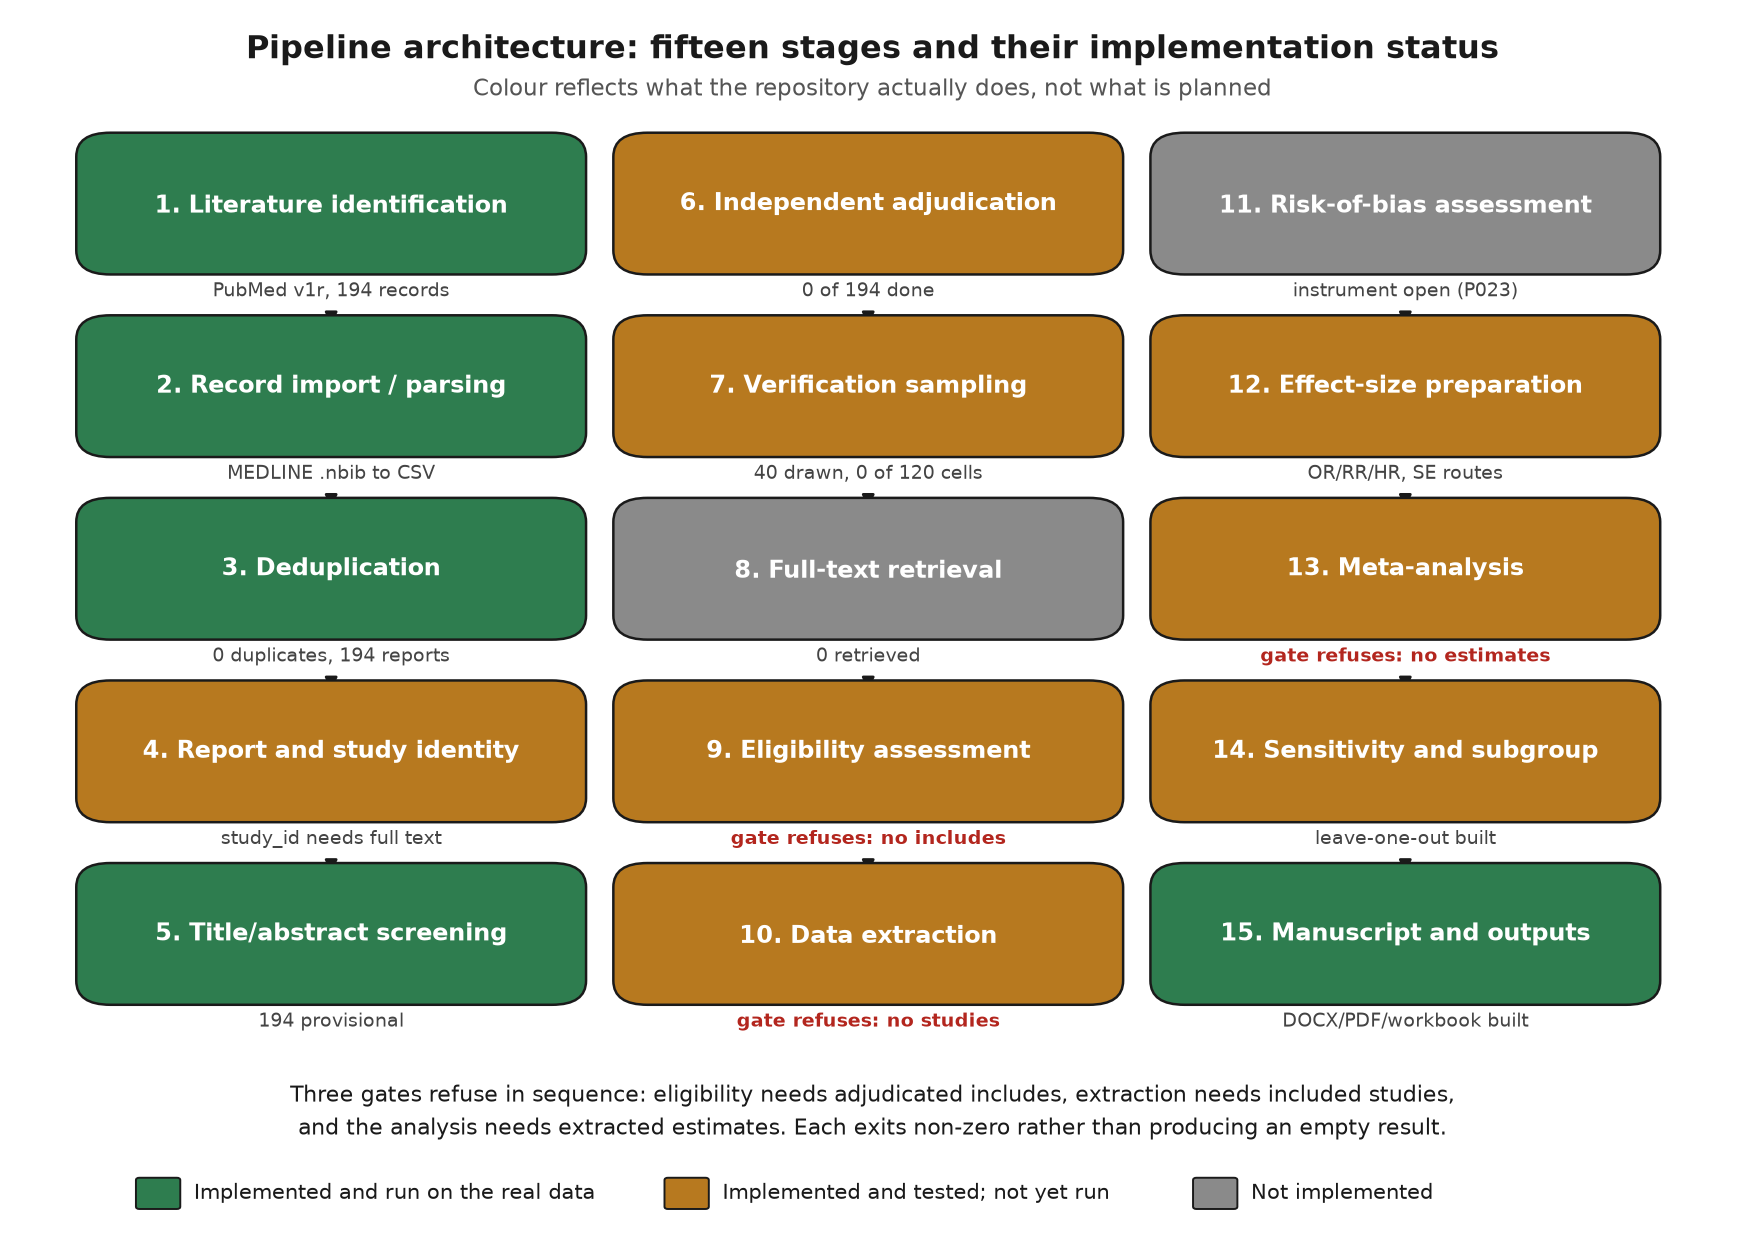 Pipeline architecture: fifteen stages and their implementation status
Colour reflects what the repository actually does, not what is planned
1. Literature identification
PubMed v1r, 194 records
2. Record import / parsing
MEDLINE .nbib to CSV
3. Deduplication
0 duplicates, 194 reports
4. Report and study identity
study_id needs full text
5. Title/abstract screening
194 provisional
6. Independent adjudication
0 of 194 done
7. Verification sampling
40 drawn, 0 of 120 cells
8. Full-text retrieval
0 retrieved
9. Eligibility assessment
gate refuses: no includes
10. Data extraction
gate refuses: no studies
11. Risk-of-bias assessment
instrument open (P023)
12. Effect-size preparation
OR/RR/HR, SE routes
13. Meta-analysis
gate refuses: no estimates
14. Sensitivity and subgroup
leave-one-out built
15. Manuscript and outputs
DOCX/PDF/workbook built
Three gates refuse in sequence: eligibility needs adjudicated includes, extraction needs included studies,
and the analysis needs extracted estimates. Each exits non-zero rather than producing an empty result.
Implemented and run on the real data
Implemented and tested; not yet run
Not implemented